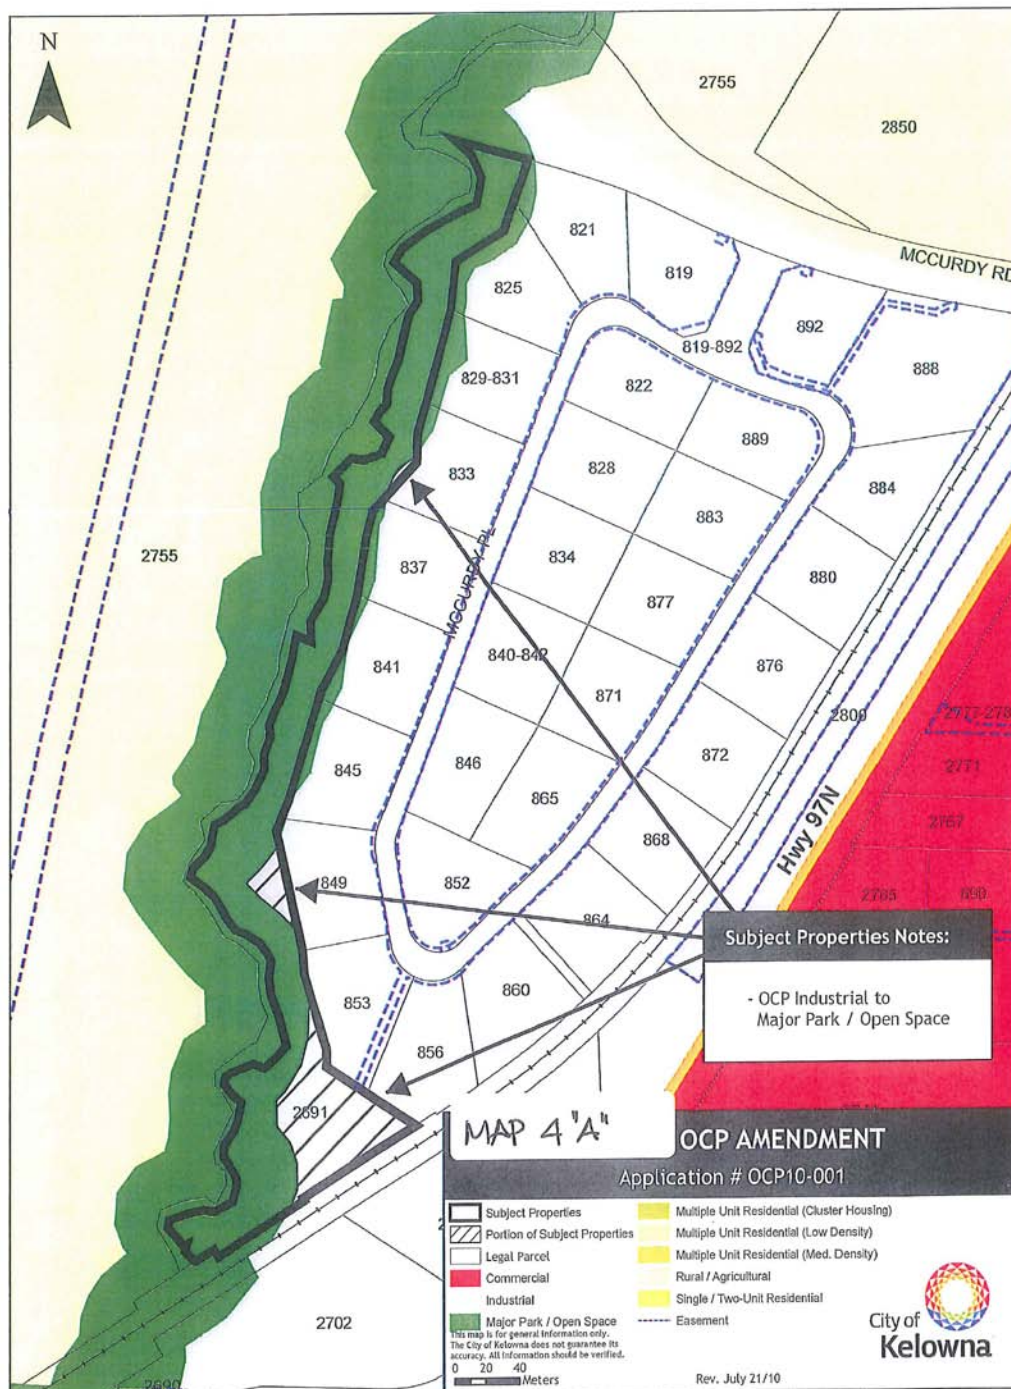 N
2755
2850
MCCURDY RD
821
819
825
892
819-892
888
829-831
822
889
833
828
884
883
2755
837
834
880
MCCURDY PL
877
841
840-842
876
871
2800
845
846
872
2771
865
Hwy 97N
2767
868
849
852
2765
890
864
Subject Properties Notes:
853
860
- OCP Industrial to
Major Park / Open Space
856
2691
MAP 4 "A"
OCP AMENDMENT
Application # OCP10-001
Subject Properties
Portion of Subject Properties
Legal Parcel
Commercial
Industrial
Major Park / Open Space
Multiple Unit Residential (Cluster Housing)
Multiple Unit Residential (Low Density)
Multiple Unit Residential (Med. Density)
Rural / Agricultural
Single / Two-Unit Residential
Easement
This map is for general information only.
The City of Kelowna does not guarantee its
accuracy. All information should be verified.
0 20 40
Meters
Rev. July 21/10
City of
Kelowna
2702
2690